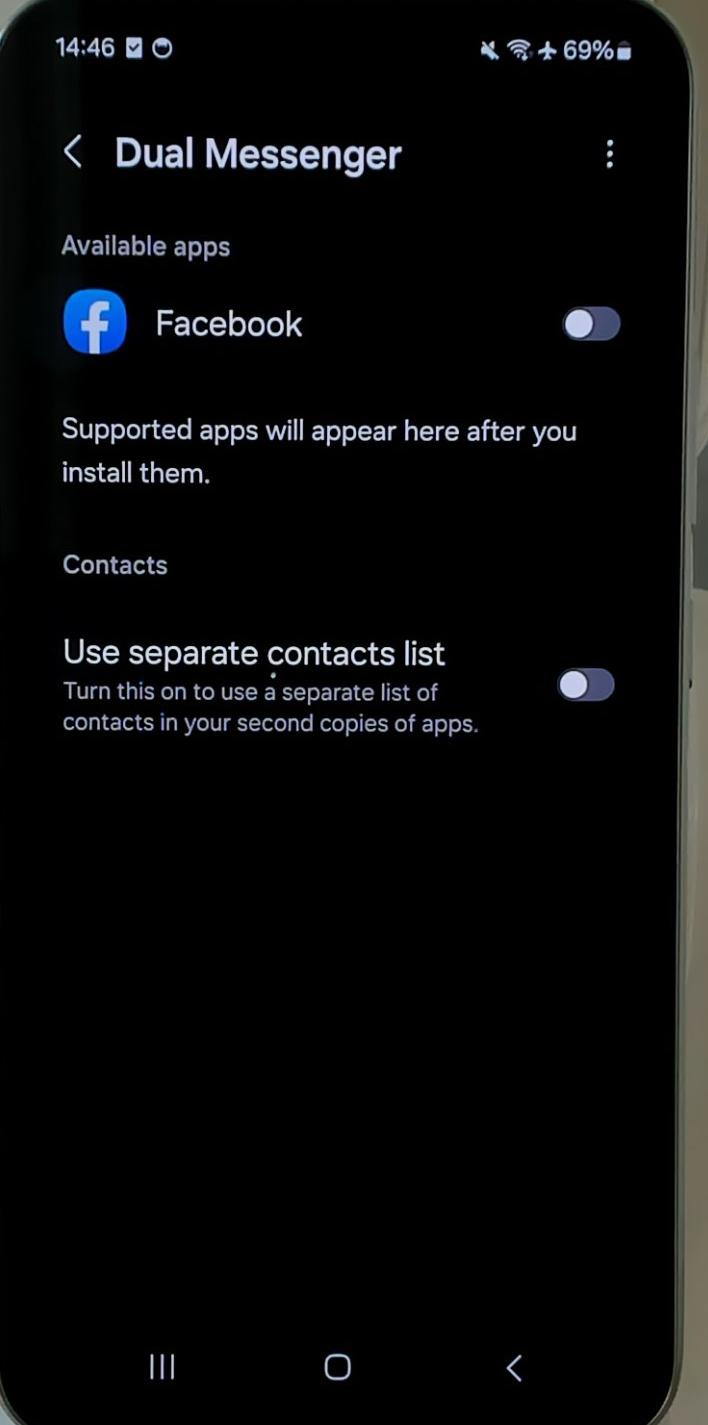 14:46 69%
Dual Messenger
Available apps
Facebook
Supported apps will appear here after you
install them.
Contacts
Use separate contacts list
Turn this on to use a separate list of
contacts in your second copies of apps.